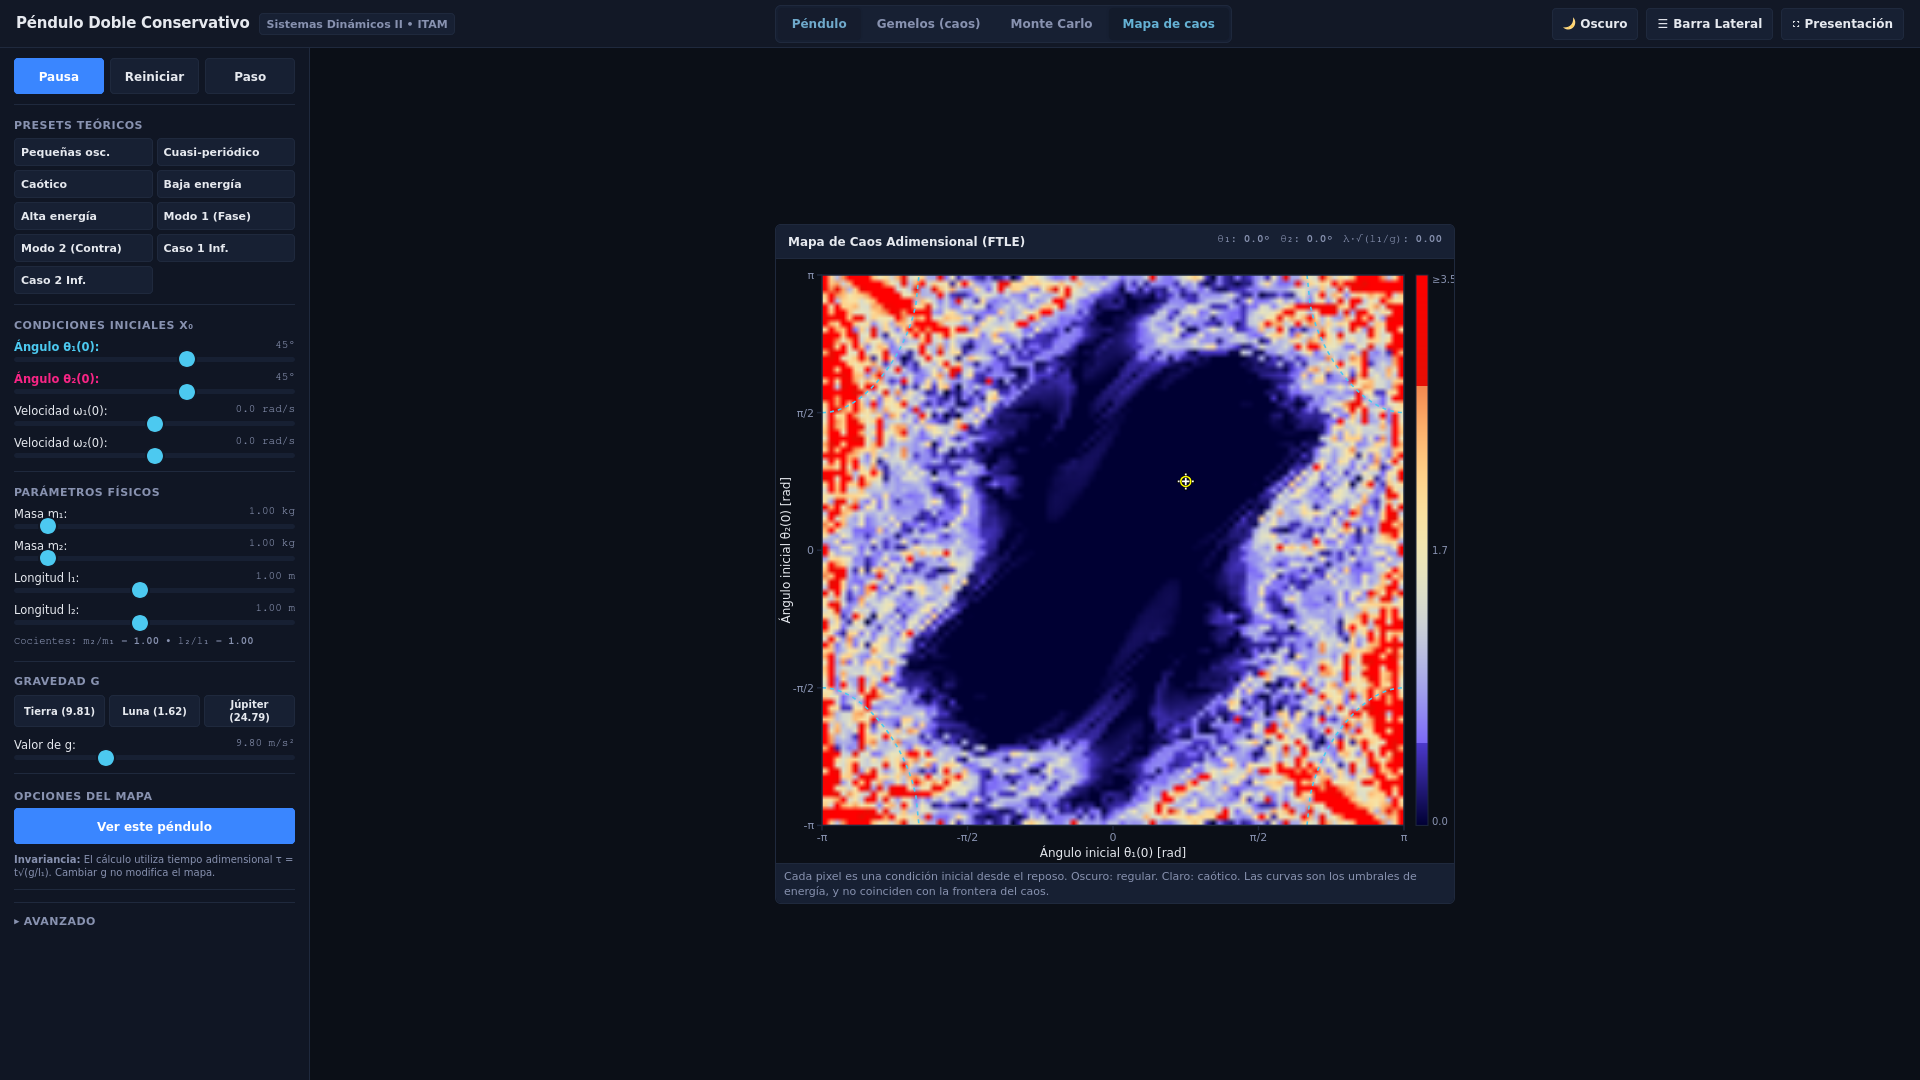 Péndulo Doble Conservativo
Sistemas Dinámicos II • ITAM
Péndulo
Gemelos (caos)
Monte Carlo
Mapa de caos
🌙 Oscuro
☰ Barra Lateral
∷ Presentación
Pausa
Reiniciar
Paso
PRESETS TEÓRICOS
Pequeñas osc.
Cuasi-periódico
Caótico
Baja energía
Alta energía
Modo 1 (Fase)
Modo 2 (Contra)
Caso 1 Inf.
Caso 2 Inf.
CONDICIONES INICIALES X₀
Ángulo θ₁(0):
45°
Ángulo θ₂(0):
45°
Velocidad ω₁(0):
0.0 rad/s
Velocidad ω₂(0):
0.0 rad/s
PARÁMETROS FÍSICOS
Masa m₁:
1.00 kg
Masa m₂:
1.00 kg
Longitud l₁:
1.00 m
Longitud l₂:
1.00 m
Cocientes: m₂/m₁ = 1.00 • l₂/l₁ = 1.00
GRAVEDAD G
Tierra (9.81)
Luna (1.62)
Júpiter
(24.79)
Valor de g:
9.80 m/s²
OPCIONES DEL MAPA
Ver este péndulo
Invariancia: El cálculo utiliza tiempo adimensional τ =
t√(g/l₁). Cambiar g no modifica el mapa.
▸ AVANZADO
Mapa de Caos Adimensional (FTLE)
θ₁: 0.0° θ₂: 0.0° λ·√(l₁/g): 0.00
Ángulo inicial θ₂(0) [rad]
π
π/2
0
-π/2
-π
-π
-π/2
0
π/2
π
Ángulo inicial θ₁(0) [rad]
≥3.5
1.7
0.0
Cada pixel es una condición inicial desde el reposo. Oscuro: regular. Claro: caótico. Las curvas son los umbrales de
energía, y no coinciden con la frontera del caos.